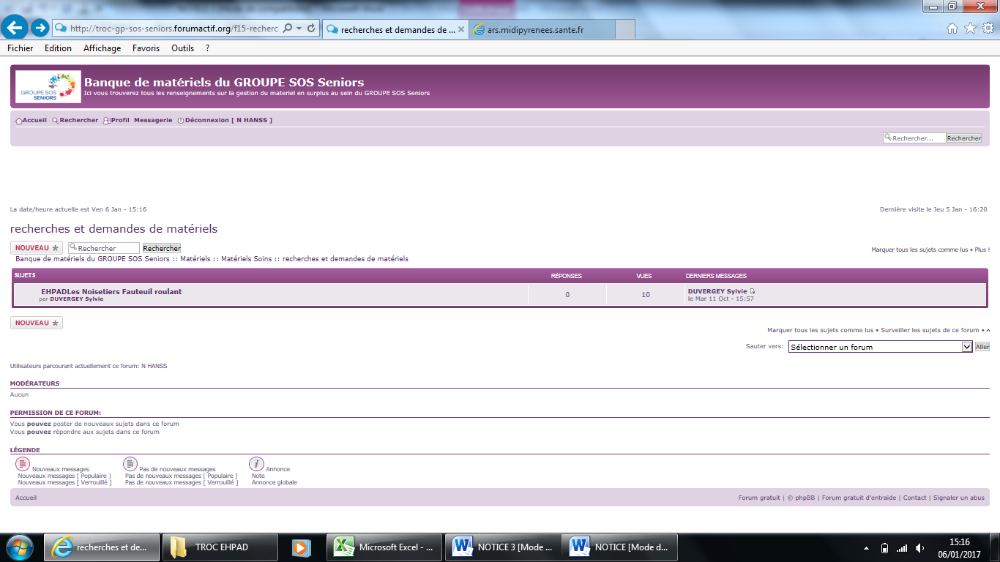 http://troc-gp-sos-seniors.forumactif.org/f15-recherc
recherches et demandes de ...
ars.midipyrenees.sante.fr
Fichier Edition Affichage Favoris Outils ?
GROUPE SOS SENIORS
Banque de matériels du GROUPE SOS Seniors
Ici vous trouverez tous les renseignements sur la gestion du materiel en surplus au sein du GROUPE SOS Seniors
Accueil Rechercher Profil Messagerie Déconnexion [ N HANSS ]
Rechercher... Rechercher
La date/heure actuelle est Ven 6 Jan - 15:16 Dernière visite le Jeu 5 Jan - 16:20
recherches et demandes de matériels
NOUVEAU * Rechercher Rechercher
Marquer tous les sujets comme lus • Plus !
Banque de matériels du GROUPE SOS Seniors :: Matériels :: Matériels Soins :: recherches et demandes de matériels
SUJETS RÉPONSES VUES DERNIERS MESSAGES
EHPADLes Noisetiers Fauteuil roulant
par DUVERGEY Sylvie
0 10
DUVERGEY Sylvie
le Mar 11 Oct - 15:57
NOUVEAU *
Marquer tous les sujets comme lus • Surveiller les sujets de ce forum •
Sauter vers: Sélectionner un forum Aller
Utilisateurs parcourant actuellement ce forum: N HANSS
MODÉRATEURS
Aucun
PERMISSION DE CE FORUM:
Vous pouvez poster de nouveaux sujets dans ce forum
Vous pouvez répondre aux sujets dans ce forum
LÉGENDE
Nouveaux messages Pas de nouveaux messages Annonce
Nouveaux messages [ Populaire ] Pas de nouveaux messages [ Populaire ] Note
Nouveaux messages [ Verrouillé ] Pas de nouveaux messages [ Verrouillé ] Annonce globale
Accueil Forum gratuit | © phpBB | Forum gratuit d'entraide | Contact | Signaler un abus
recherches et de... TROC EHPAD Microsoft Excel - ... NOTICE 3 [Mode ... NOTICE [Mode d...
15:16
06/01/2017